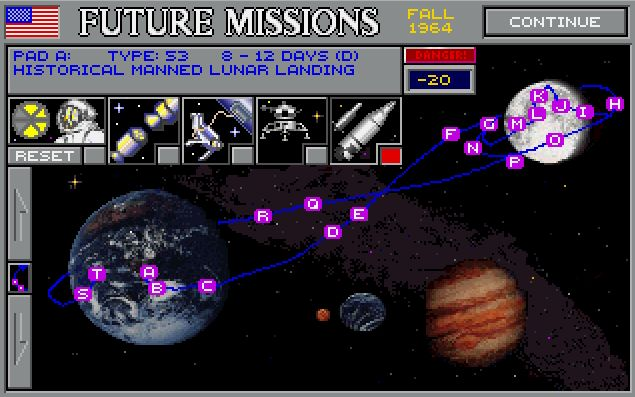 FUTURE MISSIONS
FALL
1964
CONTINUE
PAD A: TYPE: 53 8 - 12 DAYS (D)
HISTORICAL MANNED LUNAR LANDING
DANGER!
-20
RESET
K
J
H
L
I
G
M
F
N
O
P
Q
R
E
D
T
A
S
B
C